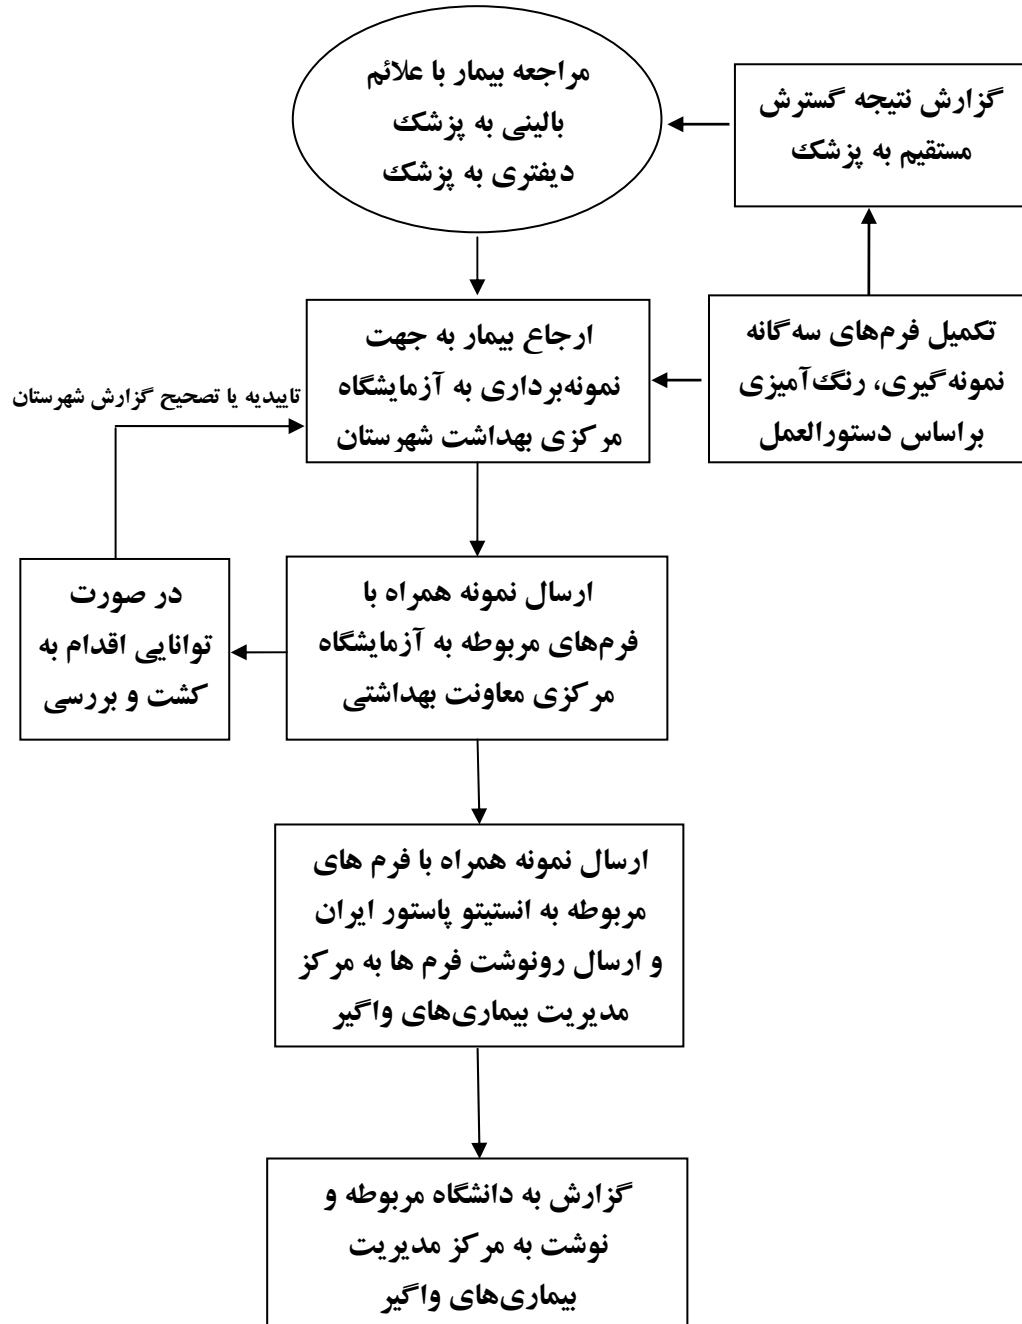 مراجعه بیمار با علائم
بالینی به پزشک
دیفتری به پزشک
گزارش نتیجه گسترش
مستقیم به پزشک
ارجاع بیمار به جهت
نمونه‌برداری به آزمایشگاه
مرکزی بهداشت شهرستان
تکمیل فرم‌های سه‌گانه
نمونه‌گیری، رنگ‌آمیزی
براساس دستورالعمل
تاییدیه یا تصحیح گزارش شهرستان
ارسال نمونه همراه با
فرم‌های مربوطه به آزمایشگاه
مرکزی معاونت بهداشتی
در صورت
توانایی اقدام به
کشت و بررسی
ارسال نمونه همراه با فرم های
مربوطه به انستیتو پاستور ایران
و ارسال رونوشت فرم ها به مرکز
مدیریت بیماری‌های واگیر
گزارش به دانشگاه مربوطه و
نوشت به مرکز مدیریت
بیماری‌های واگیر